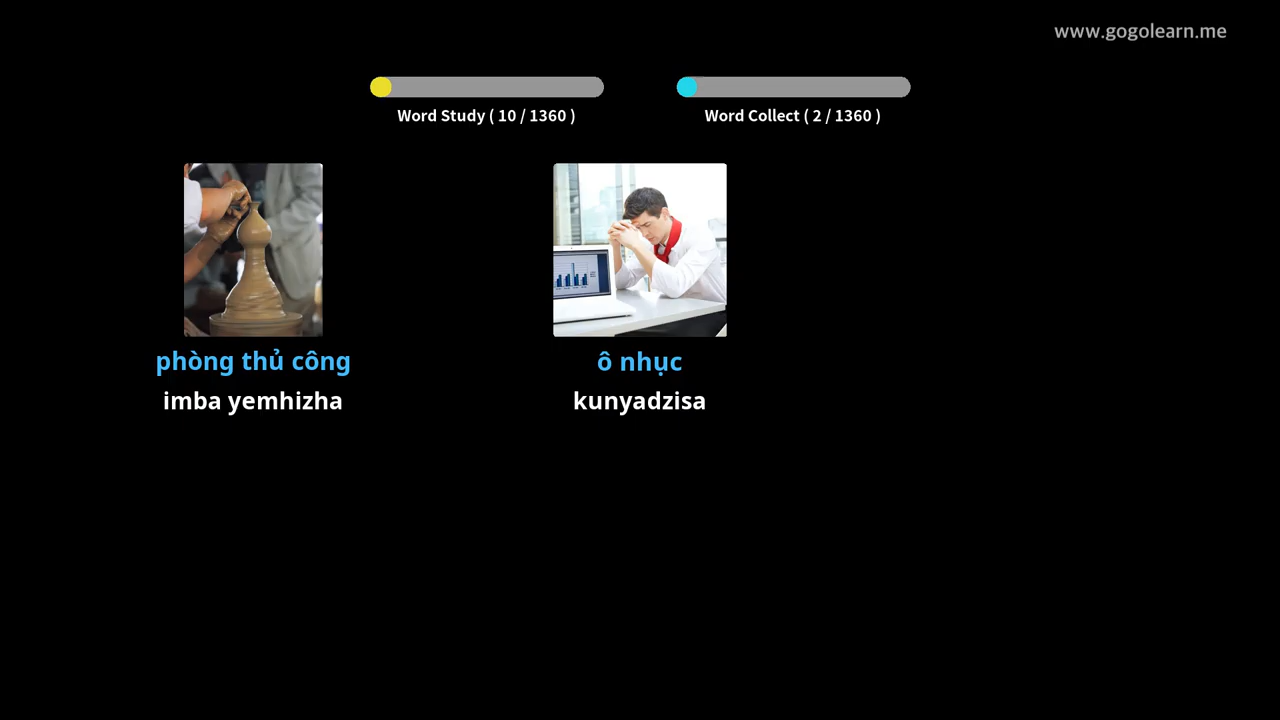 www.gogolearn.me
Word Study ( 10 / 1360 )
Word Collect ( 2 / 1360 )
phòng thủ công
imba yemhizha
ô nhục
kunyadzisa